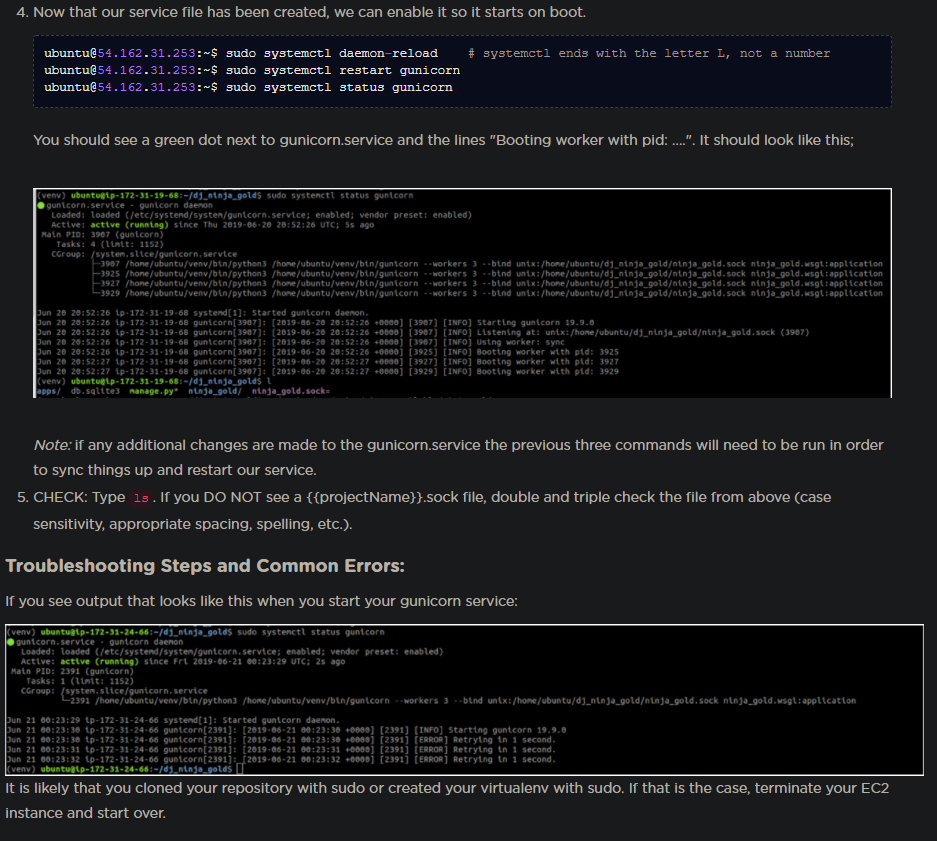 4. Now that our service file has been created, we can enable it so it starts on boot.
ubuntu@54.162.31.253:~$ sudo systemctl daemon-reload    # systemctl ends with the letter L, not a number
ubuntu@54.162.31.253:~$ sudo systemctl restart gunicorn
ubuntu@54.162.31.253:~$ sudo systemctl status gunicorn
You should see a green dot next to gunicorn.service and the lines "Booting worker with pid: ....". It should look like this;
(venv) ubuntu@ip-172-31-19-68:~/dj_ninja_gold$ sudo systemctl status gunicorn
● gunicorn.service - gunicorn daemon
Loaded: loaded (/etc/systemd/system/gunicorn.service; enabled; vendor preset: enabled)
Active: active (running) since Thu 2019-06-20 20:52:26 UTC; 5s ago
Main PID: 3907 (gunicorn)
Tasks: 4 (limit: 1152)
CGroup: /system.slice/gunicorn.service
├─3907 /home/ubuntu/venv/bin/python3 /home/ubuntu/venv/bin/gunicorn --workers 3 --bind unix:/home/ubuntu/dj_ninja_gold/ninja_gold.sock ninja_gold.wsgi:application
├─3925 /home/ubuntu/venv/bin/python3 /home/ubuntu/venv/bin/gunicorn --workers 3 --bind unix:/home/ubuntu/dj_ninja_gold/ninja_gold.sock ninja_gold.wsgi:application
├─3927 /home/ubuntu/venv/bin/python3 /home/ubuntu/venv/bin/gunicorn --workers 3 --bind unix:/home/ubuntu/dj_ninja_gold/ninja_gold.sock ninja_gold.wsgi:application
└─3929 /home/ubuntu/venv/bin/python3 /home/ubuntu/venv/bin/gunicorn --workers 3 --bind unix:/home/ubuntu/dj_ninja_gold/ninja_gold.sock ninja_gold.wsgi:application
Jun 20 20:52:26 ip-172-31-19-68 systemd[1]: Started gunicorn daemon.
Jun 20 20:52:26 ip-172-31-19-68 gunicorn[3907]: [2019-06-20 20:52:26 +0000] [3907] [INFO] Starting gunicorn 19.9.0
Jun 20 20:52:26 ip-172-31-19-68 gunicorn[3907]: [2019-06-20 20:52:26 +0000] [3907] [INFO] Listening at: unix:/home/ubuntu/dj_ninja_gold/ninja_gold.sock (3907)
Jun 20 20:52:26 ip-172-31-19-68 gunicorn[3907]: [2019-06-20 20:52:26 +0000] [3907] [INFO] Using worker: sync
Jun 20 20:52:26 ip-172-31-19-68 gunicorn[3907]: [2019-06-20 20:52:26 +0000] [3925] [INFO] Booting worker with pid: 3925
Jun 20 20:52:27 ip-172-31-19-68 gunicorn[3907]: [2019-06-20 20:52:27 +0000] [3927] [INFO] Booting worker with pid: 3927
Jun 20 20:52:27 ip-172-31-19-68 gunicorn[3907]: [2019-06-20 20:52:27 +0000] [3929] [INFO] Booting worker with pid: 3929
(venv) ubuntu@ip-172-31-19-68:~/dj_ninja_gold$ l
apps/  db.sqlite3  manage.py*  ninja_gold/  ninja_gold.sock=
Note: if any additional changes are made to the gunicorn.service the previous three commands will need to be run in order
to sync things up and restart our service.
5. CHECK: Type ls . If you DO NOT see a {{projectName}}.sock file, double and triple check the file from above (case
sensitivity, appropriate spacing, spelling, etc.).
Troubleshooting Steps and Common Errors:
If you see output that looks like this when you start your gunicorn service:
(venv) ubuntu@ip-172-31-24-66:~/dj_ninja_gold$ sudo systemctl status gunicorn
● gunicorn.service - gunicorn daemon
Loaded: loaded (/etc/systemd/system/gunicorn.service; enabled; vendor preset: enabled)
Active: active (running) since Fri 2019-06-21 00:23:29 UTC; 2s ago
Main PID: 2391 (gunicorn)
Tasks: 1 (limit: 1152)
CGroup: /system.slice/gunicorn.service
└─2391 /home/ubuntu/venv/bin/python3 /home/ubuntu/venv/bin/gunicorn --workers 3 --bind unix:/home/ubuntu/dj_ninja_gold/ninja_gold.sock ninja_gold.wsgi:application
Jun 21 00:23:29 ip-172-31-24-66 systemd[1]: Started gunicorn daemon.
Jun 21 00:23:30 ip-172-31-24-66 gunicorn[2391]: [2019-06-21 00:23:30 +0000] [2391] [INFO] Starting gunicorn 19.9.0
Jun 21 00:23:30 ip-172-31-24-66 gunicorn[2391]: [2019-06-21 00:23:30 +0000] [2391] [ERROR] Retrying in 1 second.
Jun 21 00:23:31 ip-172-31-24-66 gunicorn[2391]: [2019-06-21 00:23:31 +0000] [2391] [ERROR] Retrying in 1 second.
Jun 21 00:23:32 ip-172-31-24-66 gunicorn[2391]: [2019-06-21 00:23:32 +0000] [2391] [ERROR] Retrying in 1 second.
(venv) ubuntu@ip-172-31-24-66:~/dj_ninja_gold$
It is likely that you cloned your repository with sudo or created your virtualenv with sudo. If that is the case, terminate your EC2
instance and start over.